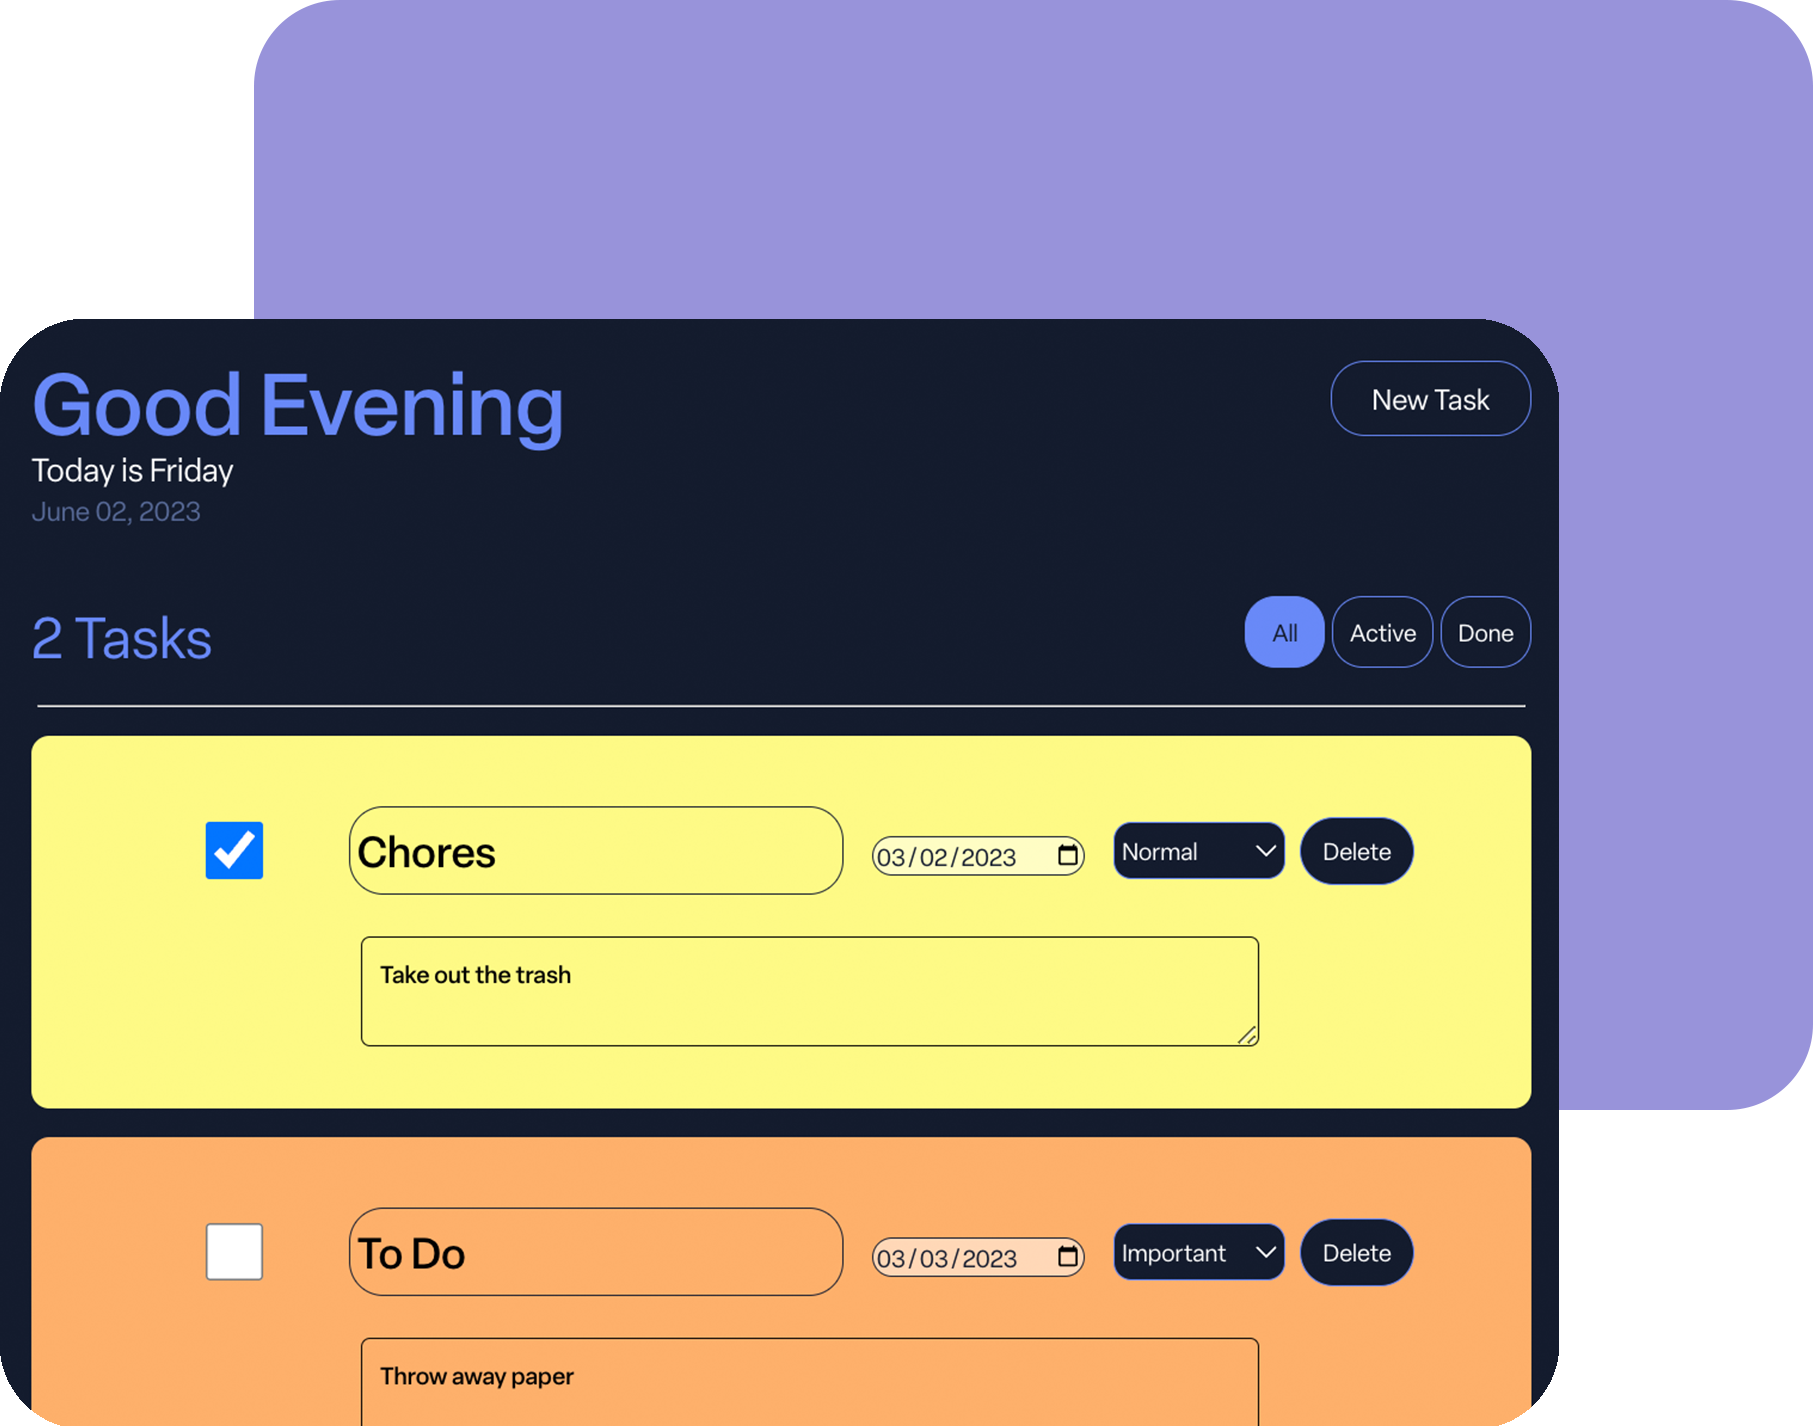 Good Evening
New Task
Today is Friday
June 02, 2023
2 Tasks
All Active Done
Chores 03/02/2023 Normal Delete
Take out the trash
To Do 03/03/2023 Important Delete
Throw away paper